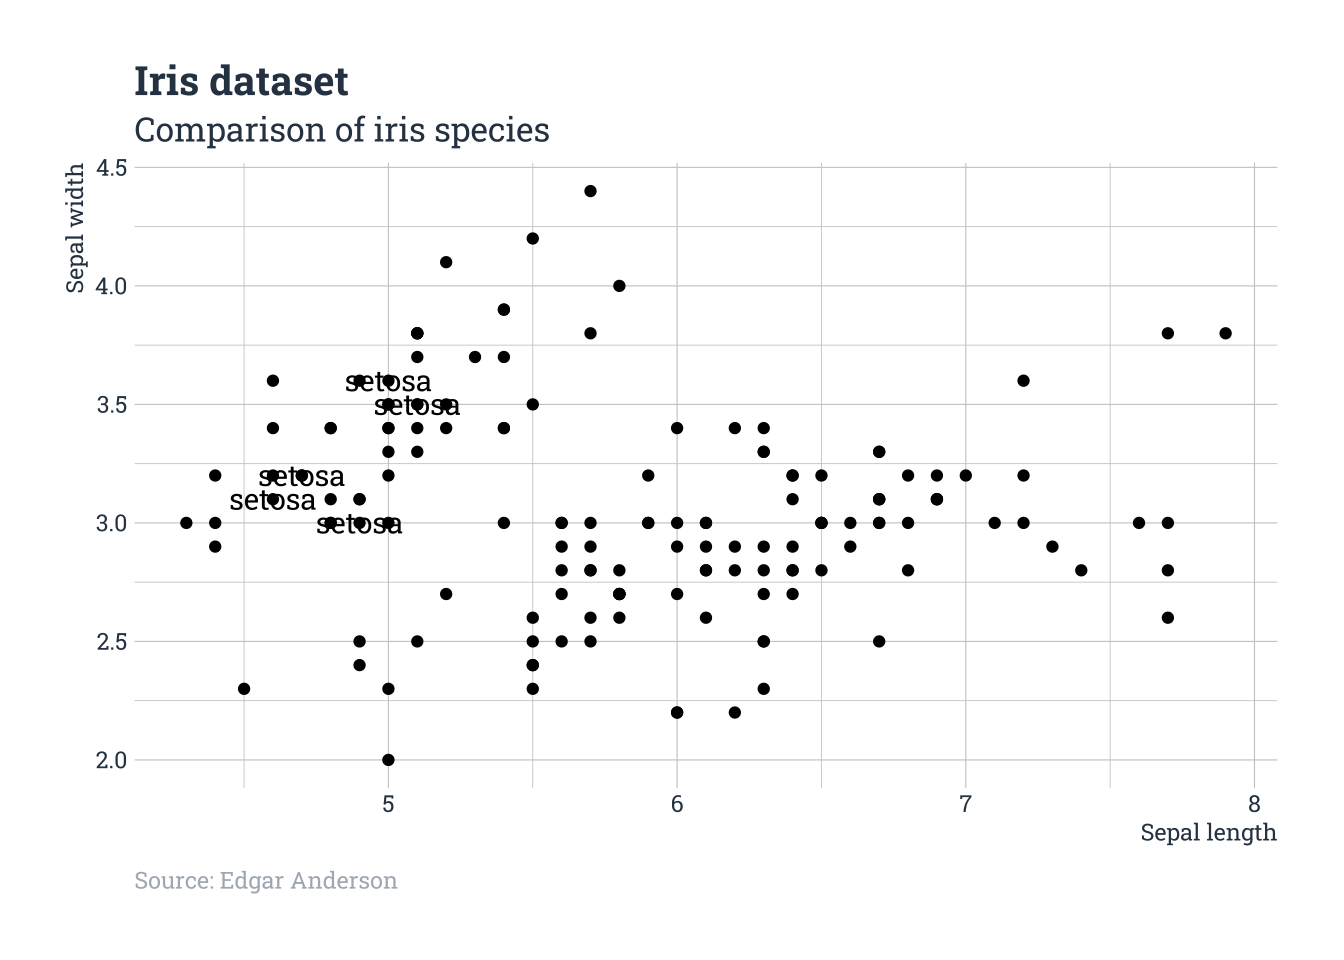 Iris dataset
Comparison of iris species
Sepal width
4.5
4.0
3.5
3.0
2.5
2.0
setosa
setosa
setosa
setosa
setosa
5 6 7 8
Sepal length
Source: Edgar Anderson